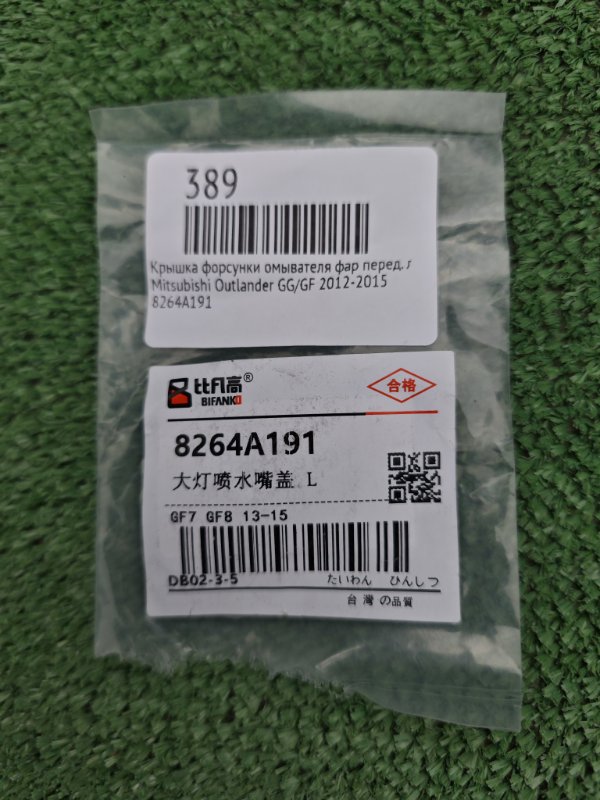 389
Крышка форсунки омывателя фар перед. л
Mitsubishi Outlander GG/GF 2012-2015
8264A191
比凡高®
BIFANKO
合格
8264A191
大灯喷水嘴盖 L
GF7 GF8 13-15
DB02-3-5
たいわん ひんしつ
台灣の品質